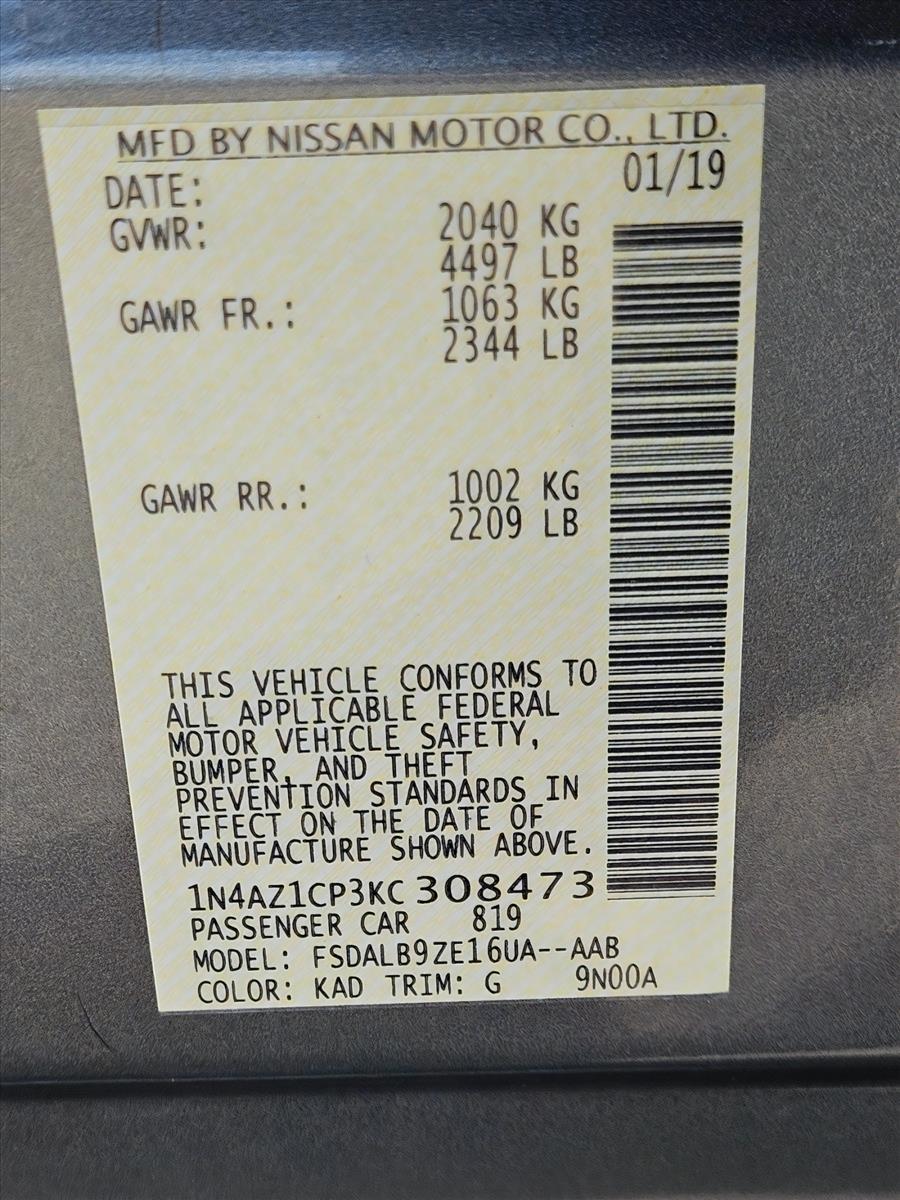 MFD BY NISSAN MOTOR CO., LTD.
DATE: 01/19
GVWR: 2040 KG
4497 LB
GAWR FR.: 1063 KG
2344 LB
GAWR RR.: 1002 KG
2209 LB
THIS VEHICLE CONFORMS TO
ALL APPLICABLE FEDERAL
MOTOR VEHICLE SAFETY,
BUMPER, AND THEFT
PREVENTION STANDARDS IN
EFFECT ON THE DATE OF
MANUFACTURE SHOWN ABOVE.
1N4AZ1CP3KC308473
PASSENGER CAR 819
MODEL: FSDALB9ZE16UA--AAB
COLOR: KAD TRIM: G 9N00A